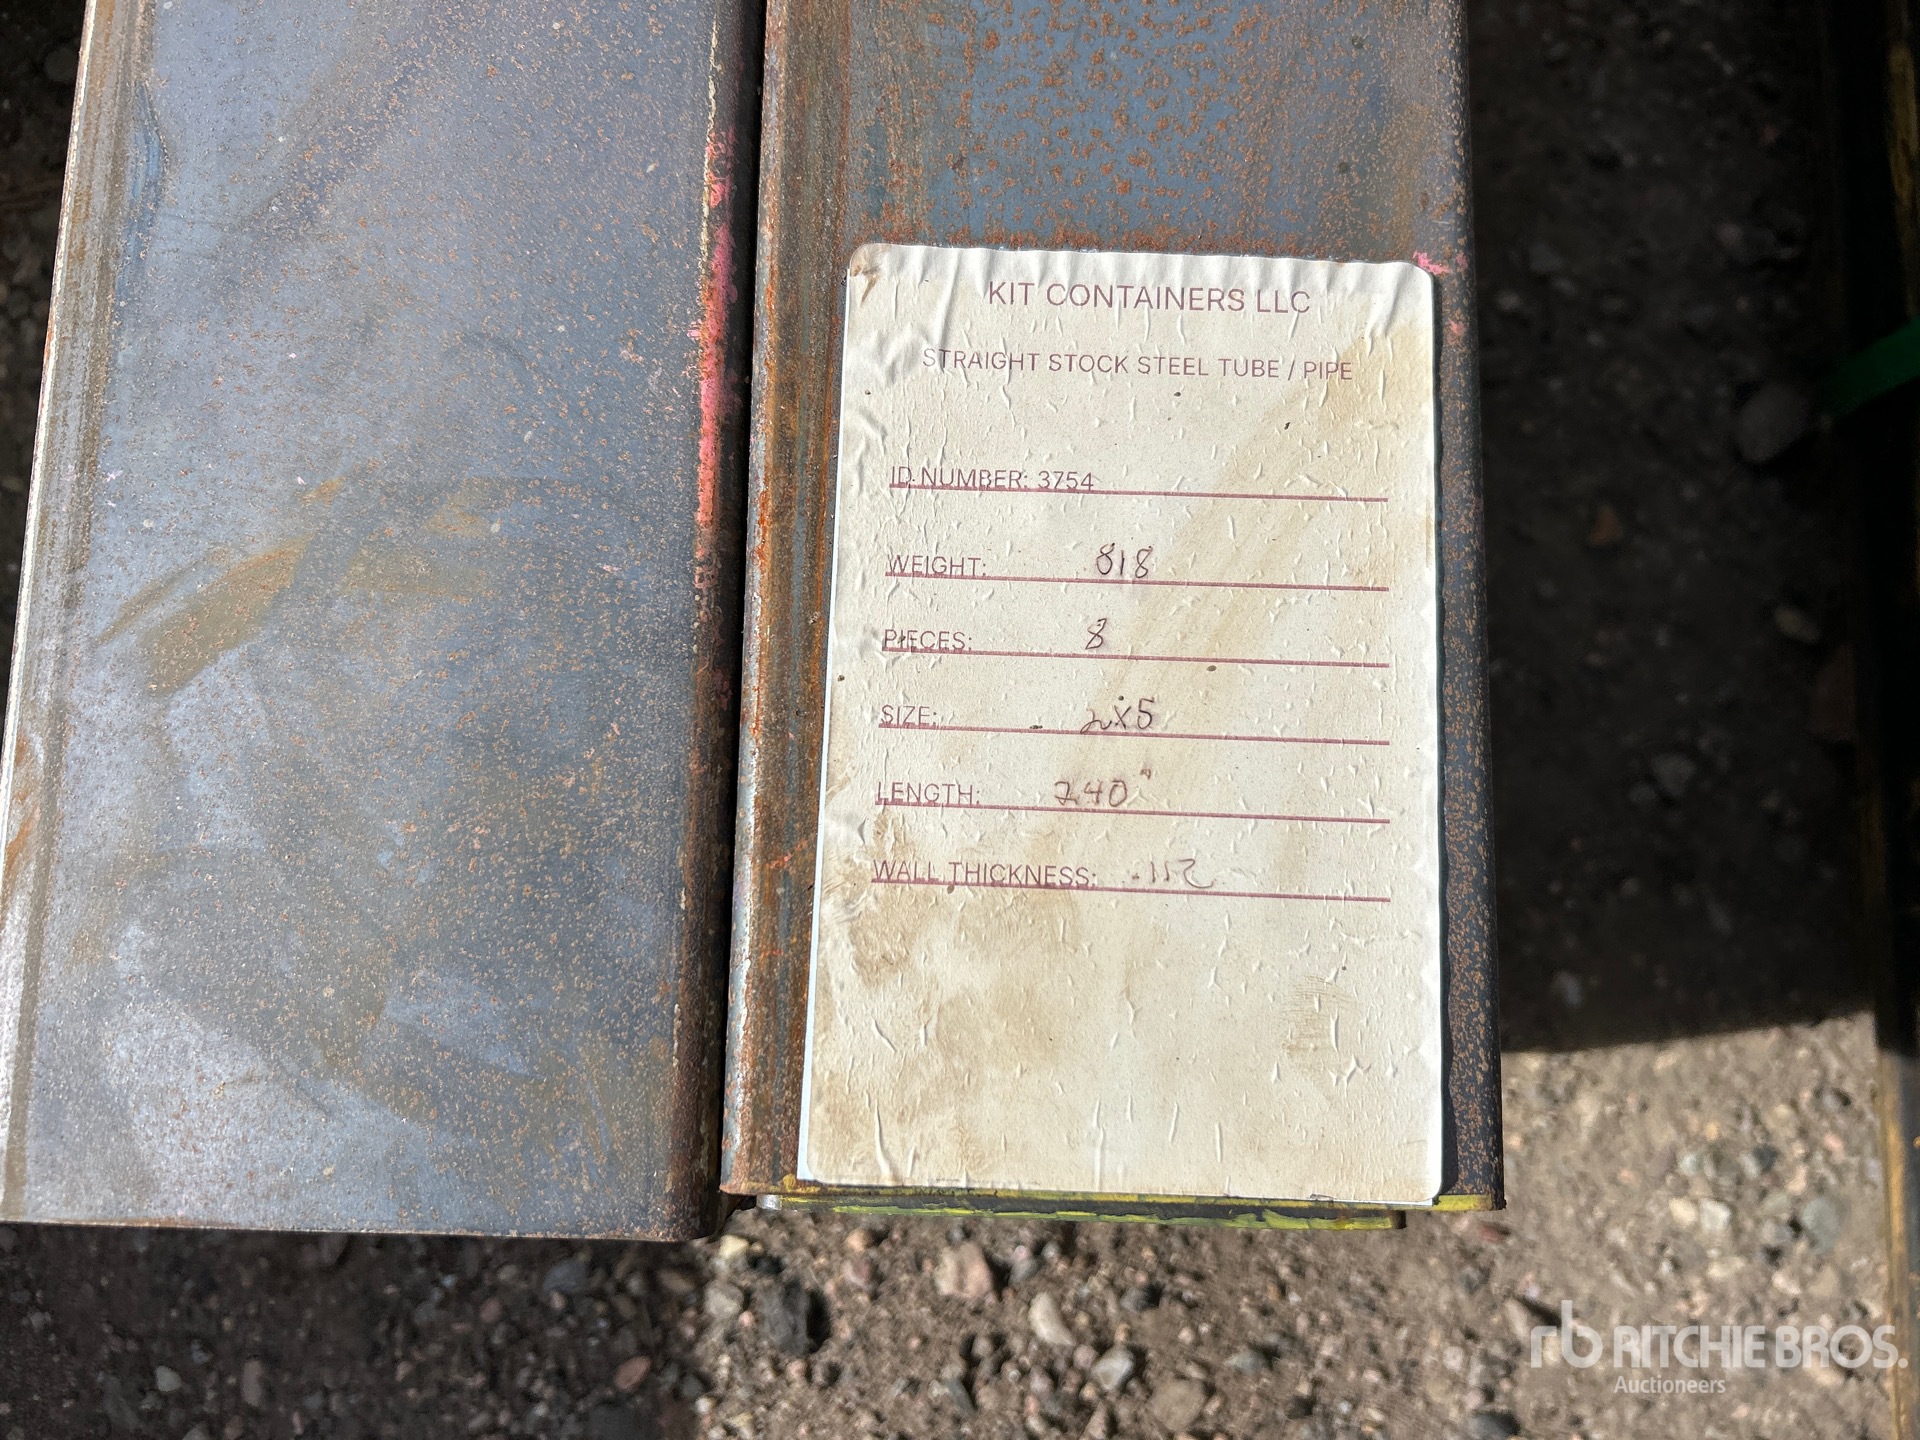 KIT CONTAINERS LLC
STRAIGHT STOCK STEEL TUBE / PIPE
ID NUMBER: 3754
WEIGHT: 818
PIECES: 8
SIZE: 2x5
LENGTH: 240"
WALL THICKNESS: .112
rb RITCHIE BROS.
Auctioneers